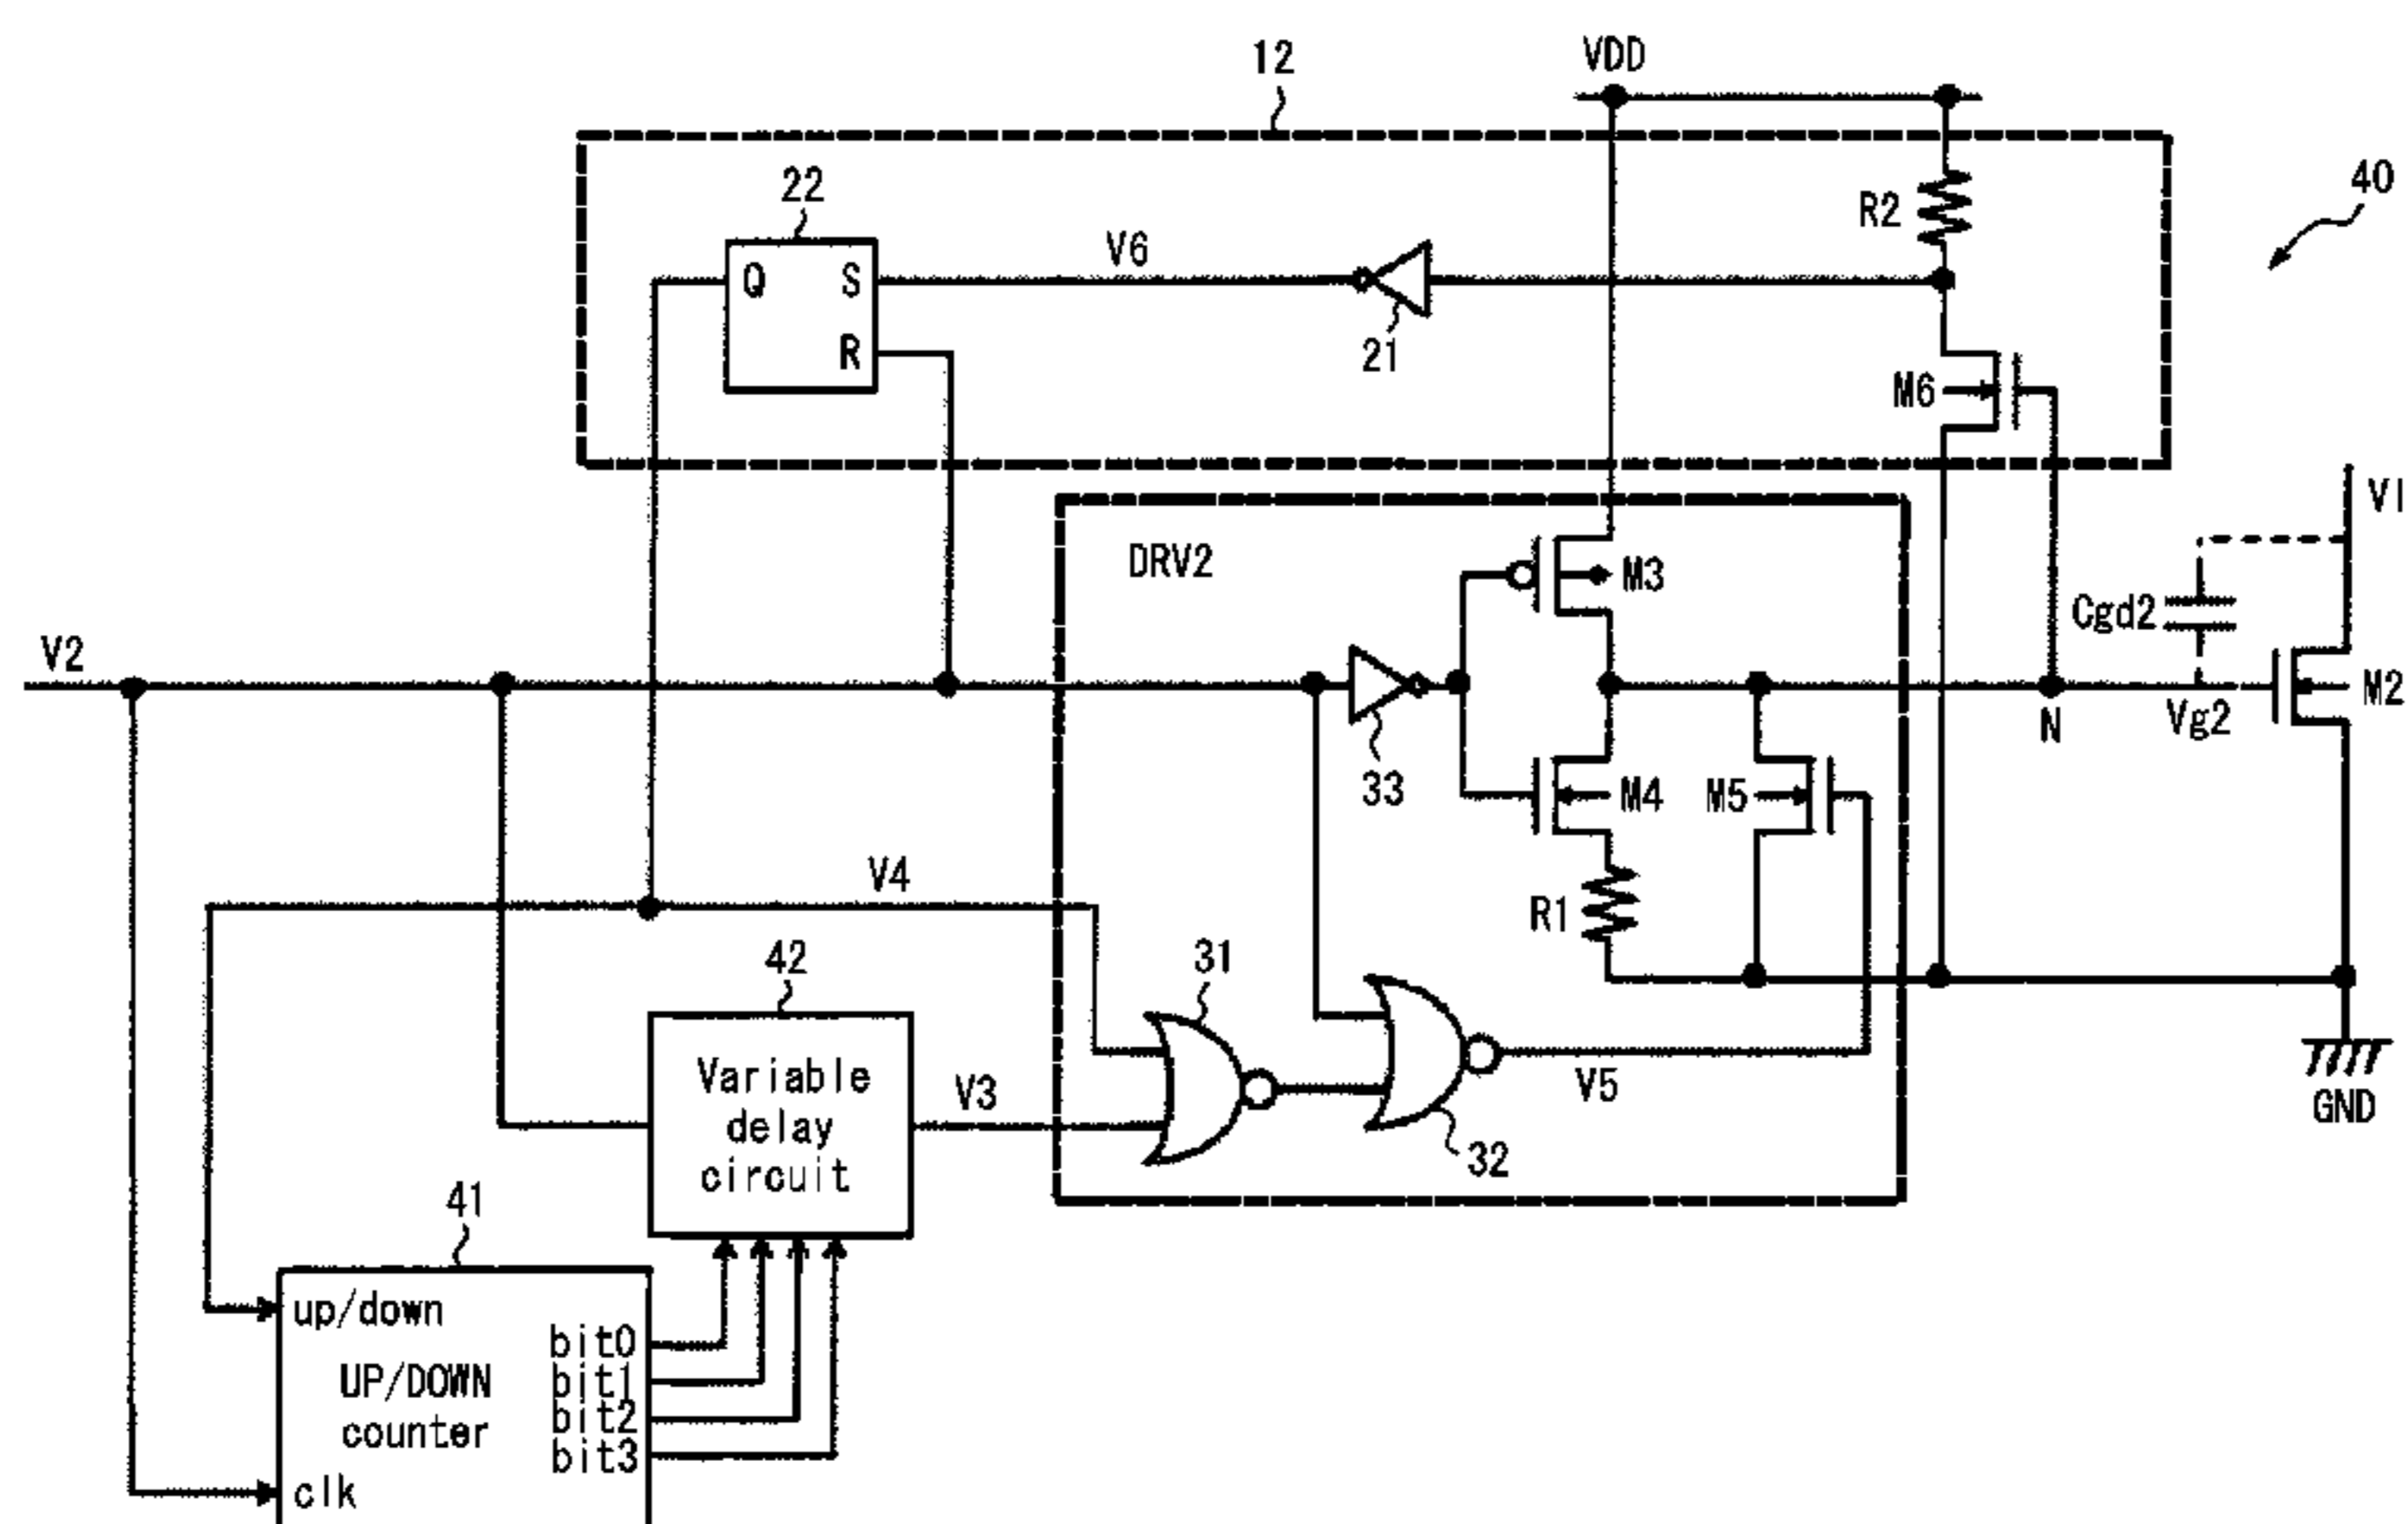 12
VDD
40
22
R2
V6
Q
S
R
21
M6
V1
DRV2
M3
Cgd2
V2
M2
N
Vg2
33
M4
M5
V4
R1
42
31
Variable
delay
circuit
V3
V5
GND
32
41
up/down
bit0
UP/DOWN
bit1
counter
bit2
bit3
clk